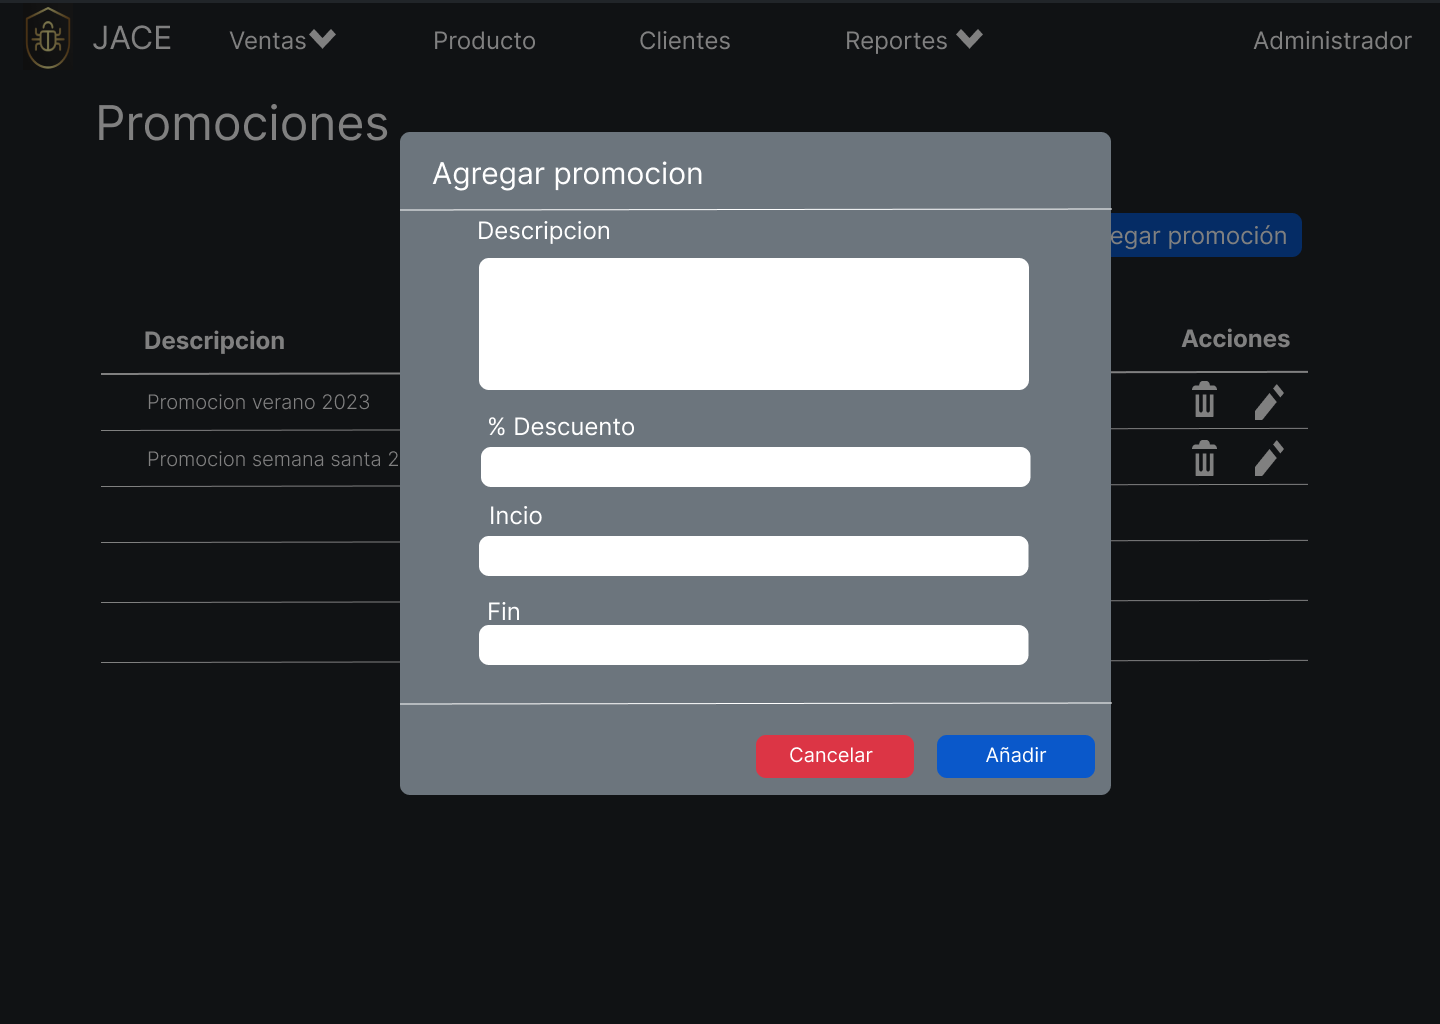 JACE Ventas Producto Clientes Reportes Administrador
Promociones
Agregar promocion
Descripcion
egar promoción
Descripcion
Acciones
Promocion verano 2023
% Descuento
Promocion semana santa 2
Incio
Fin
Cancelar Añadir